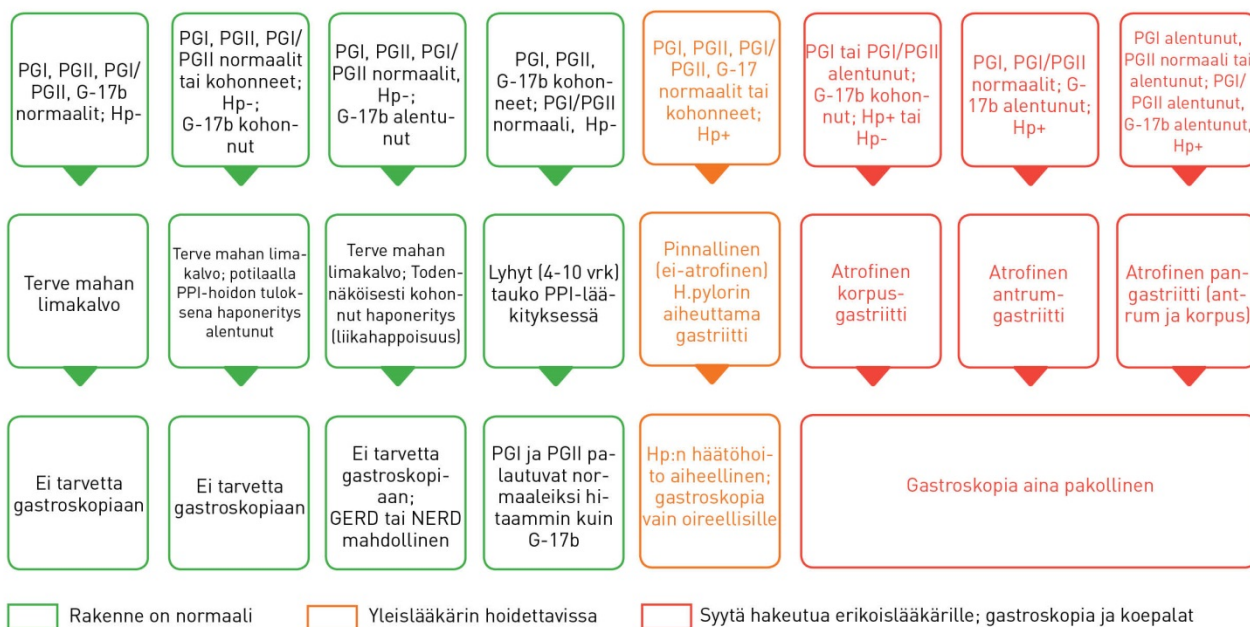 PGI, PGII, PGI/
PGII, G-17b
normaalit; Hp-
PGI, PGII, PGI/
PGII normaalit
tai kohonneet;
Hp-;
G-17b kohon-
nut
PGI, PGII, PGI/
PGII normaalit,
Hp-;
G-17b alentu-
nut
PGI, PGII,
G-17b kohon-
neet; PGI/PGII
normaali, Hp-
PGI, PGII, PGI/
PGII, G-17
normaalit tai
kohonneet;
Hp+
PGI tai PGI/PGII
alentunut;
G-17b kohon-
nut; Hp+ tai
Hp-
PGI, PGI/PGII
normaalit; G-
17b alentunut;
Hp+
PGI alentunut,
PGII normaali tai
alentunut; PGI/
PGII alentunut,
G-17b alentunut,
Hp+
Terve mahan
limakalvo
Terve mahan lima-
kalvo; potilaalla
PPI-hoidon tulok-
sena haponeritys
alentunut
Terve mahan
limakalvo; Toden-
näköisesti kohon-
nut haponeritys
(liikahappoisuus)
Lyhyt (4-10 vrk)
tauko PPI-lää-
kityksessä
Pinnallinen
(ei-atrofinen)
H.pylorin
aiheuttama
gastriitti
Atrofinen
korpus-
gastriitti
Atrofinen
antrum-
gastriitti
Atrofinen pan-
gastriitti (ant-
rum ja korpus)
Ei tarvetta
gastroskopiaan
Ei tarvetta
gastroskopiaan
Ei tarvetta
gastroskopi-
aan;
GERD tai NERD
mahdollinen
PGI ja PGII pa-
lautuvat nor-
maaleiksi hi-
taammin kuin
G-17b
Hp:n häätöhoi-
to aiheellinen;
gastroskopia
vain oireellisille
Gastroskopia aina pakollinen
Rakenne on normaali
Yleislääkärin hoidettavissa
Syytä hakeutua erikoislääkärille; gastroskopia ja koepalat